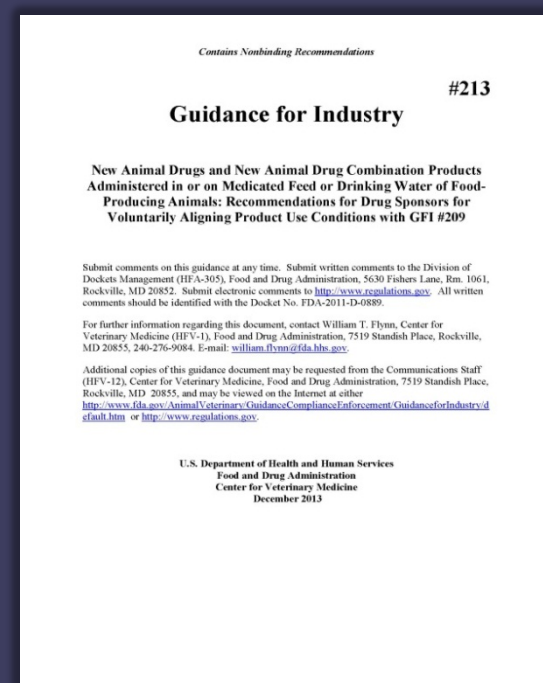 Contains Nonbinding Recommendations
#213
Guidance for Industry
New Animal Drugs and New Animal Drug Combination Products
Administered in or on Medicated Feed or Drinking Water of Food-
Producing Animals: Recommendations for Drug Sponsors for
Voluntarily Aligning Product Use Conditions with GFI #209
Submit comments on this guidance at any time. Submit written comments to the Division of
Dockets Management (HFA-305), Food and Drug Administration, 5630 Fishers Lane, Rm. 1061,
Rockville, MD 20852. Submit electronic comments to http://www.regulations.gov. All written
comments should be identified with the Docket No. FDA-2011-D-0889.
For further information regarding this document, contact William T. Flynn, Center for
Veterinary Medicine (HFV-1), Food and Drug Administration, 7519 Standish Place, Rockville,
MD 20855, 240-276-9084. E-mail: william.flynn@fda.hhs.gov.
Additional copies of this guidance document may be requested from the Communications Staff
(HFV-12), Center for Veterinary Medicine, Food and Drug Administration, 7519 Standish Place,
Rockville, MD 20855, and may be viewed on the Internet at either
http://www.fda.gov/AnimalVeterinary/GuidanceComplianceEnforcement/GuidanceforIndustry/d
efault.htm or http://www.regulations.gov.
U.S. Department of Health and Human Services
Food and Drug Administration
Center for Veterinary Medicine
December 2013